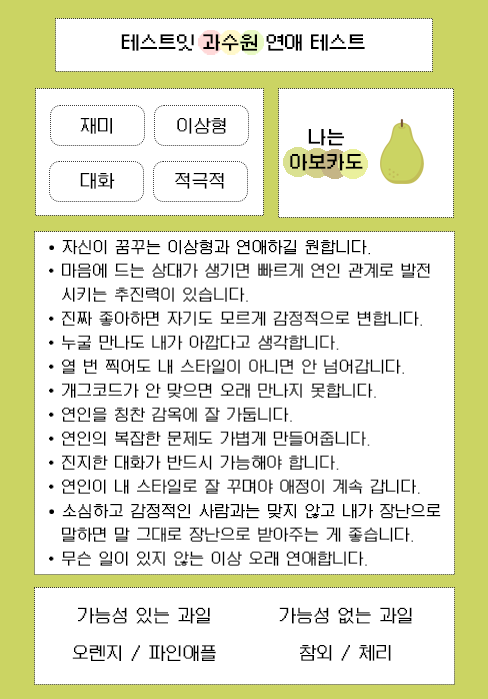 테스트잇 과수원 연애 테스트
재미
이상형
대화
적극적
나는
아보카도
• 자신이 꿈꾸는 이상형과 연애하길 원합니다.
• 마음에 드는 상대가 생기면 빠르게 연인 관계로 발전
시키는 추진력이 있습니다.
• 진짜 좋아하면 자기도 모르게 감정적으로 변합니다.
• 누굴 만나도 내가 아깝다고 생각합니다.
• 열 번 찍어도 내 스타일이 아니면 안 넘어갑니다.
• 개그코드가 안 맞으면 오래 만나지 못합니다.
• 연인을 칭찬 감옥에 잘 가둡니다.
• 연인의 복잡한 문제도 가볍게 만들어줍니다.
• 진지한 대화가 반드시 가능해야 합니다.
• 연인이 내 스타일로 잘 꾸며야 애정이 계속 갑니다.
• 소심하고 감정적인 사람과는 맞지 않고 내가 장난으로
말하면 말 그대로 장난으로 받아주는 게 좋습니다.
• 무슨 일이 있지 않는 이상 오래 연애합니다.
가능성 있는 과일
가능성 없는 과일
오렌지 / 파인애플
참외 / 체리